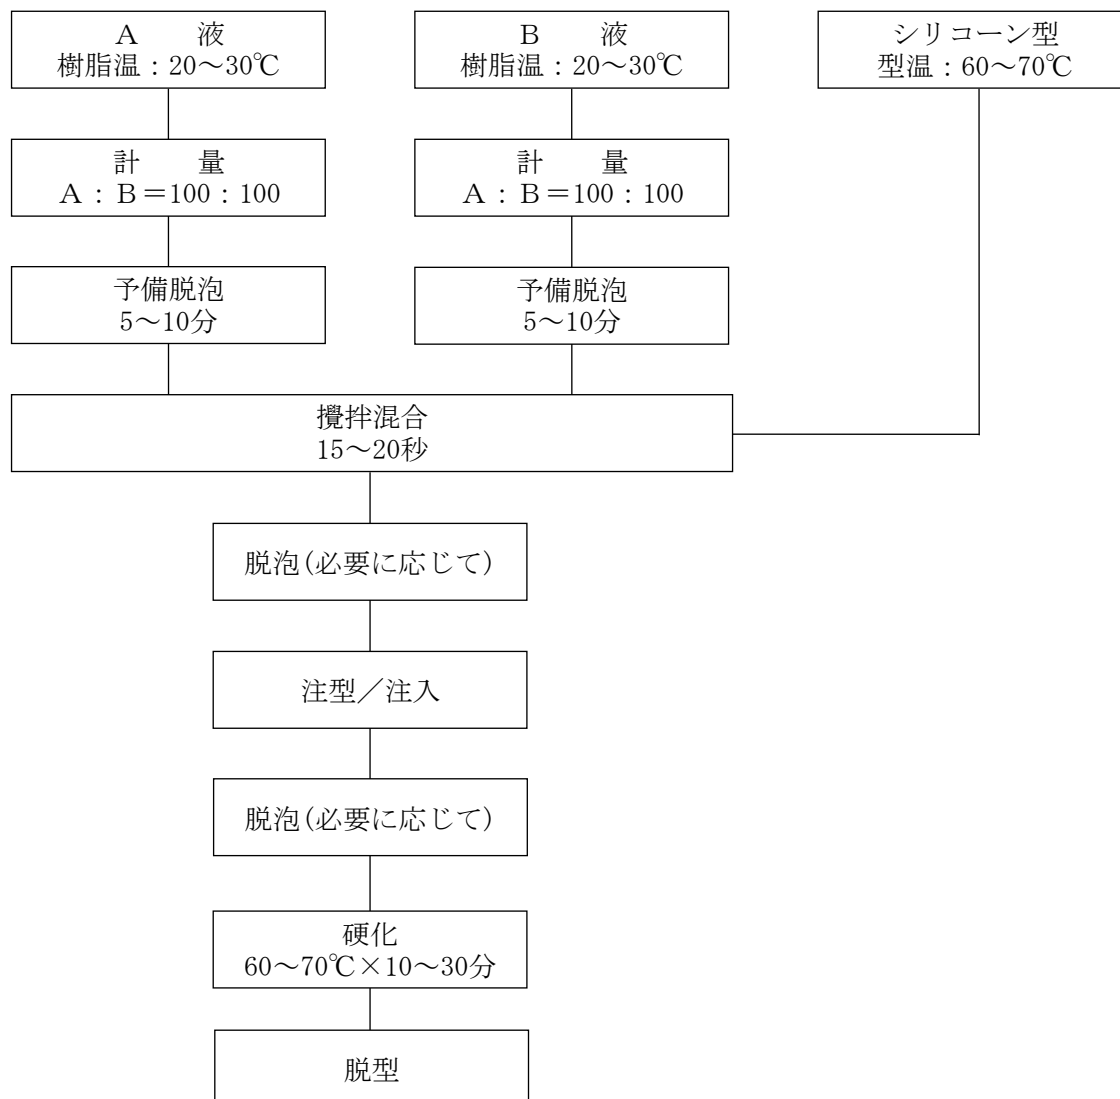 A 液
樹脂温：20～30℃
B 液
樹脂温：20～30℃
シリコーン型
型温：60～70℃
計 量
A：B＝100：100
計 量
A：B＝100：100
予備脱泡
5～10分
予備脱泡
5～10分
攪拌混合
15～20秒
脱泡(必要に応じて)
注型／注入
脱泡(必要に応じて)
硬化
60～70℃×10～30分
脱型